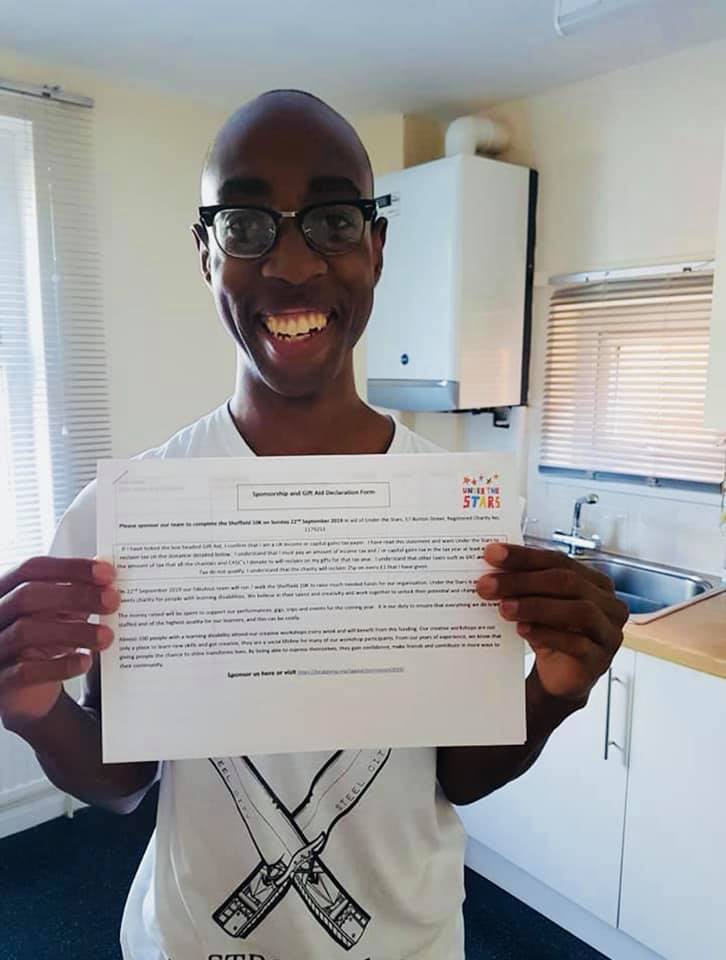 UNDER THE
STARS
Sponsorship and Gift Aid Declaration Form
Please sponsor our team to complete the Sheffield 10K on Sunday 22nd September 2019 in aid of Under the Stars, 17 Burton Street, Registered Charity No.
If I have ticked the box headed Gift Aid, I confirm that I am a UK income or capital gains tax payer. I have read this statement and want Under the Stars to
reclaim tax on the donation detailed below. I understand that I must pay an amount of income tax and / or capital gains tax in the tax year at least
the amount of tax that all the charities and CASC's I donate to will reclaim on my gifts for that tax year. I understand that other taxes such as VAT and
Tax do not qualify. I understand that the charity will reclaim 25p on every £1 that I have given.
On 22nd September 2019 our fabulous team will run / walk the Sheffield 10K to raise much needed funds for our organisation. Under the Stars is
events charity for people with learning disabilities. We believe in their talent and creativity and work together to unlock their potential and
The money raised will be spent to support our performances, gigs, trips and events for the coming year. It is our duty to ensure that everything we do is
staffed and of the highest quality for our learners, and this can be costly.
Almost 100 people with a learning disability attend our creative workshops every week and will benefit from this funding. Our creative workshops are not
only a place to learn new skills and get creative, they are a social lifeline for many of our workshop participants. From our years of experience, we know that
giving people the chance to shine transforms lives. By being able to express themselves, they gain confidence, make friends and contribute in more ways to
their community.
Sponsor us here or visit
STEEL CITY
STEEL CIT